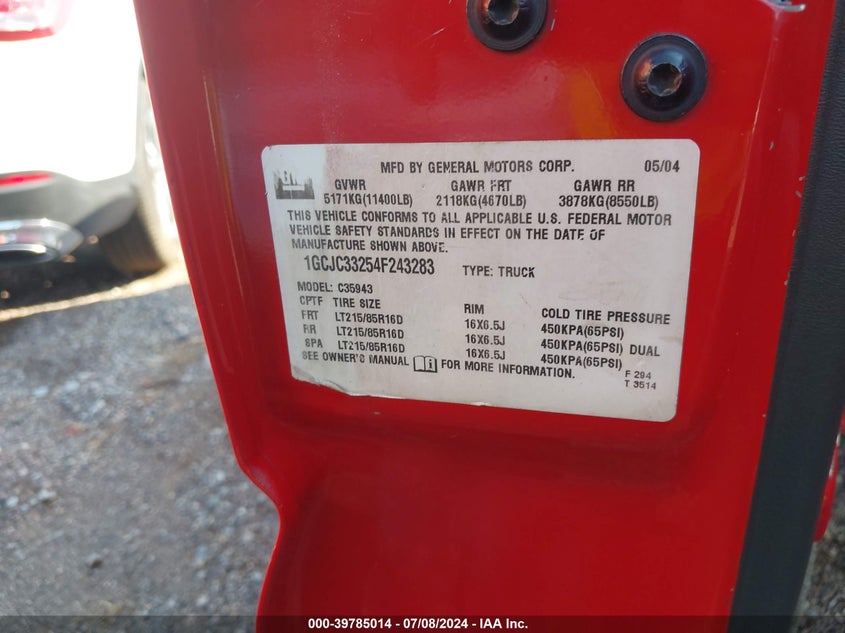 GM
MFD BY GENERAL MOTORS CORP. 05/04
GVWR GAWR FRT GAWR RR
5171KG(11400LB) 2118KG(4670LB) 3878KG(8550LB)
THIS VEHICLE CONFORMS TO ALL APPLICABLE U.S. FEDERAL MOTOR
VEHICLE SAFETY STANDARDS IN EFFECT ON THE DATE OF
MANUFACTURE SHOWN ABOVE.
1GCJC33254F243283 TYPE: TRUCK
MODEL: C35943
CPTF TIRE SIZE RIM COLD TIRE PRESSURE
FRT LT215/85R16D 16X6.5J 450KPA(65PSI)
RR LT215/85R16D 16X6.5J 450KPA(65PSI) DUAL
SPA LT215/85R16D 16X6.5J 450KPA(65PSI)
SEE OWNER'S MANUAL FOR MORE INFORMATION.
F 294
T 3514
000-39785014 - 07/08/2024 - IAA Inc.